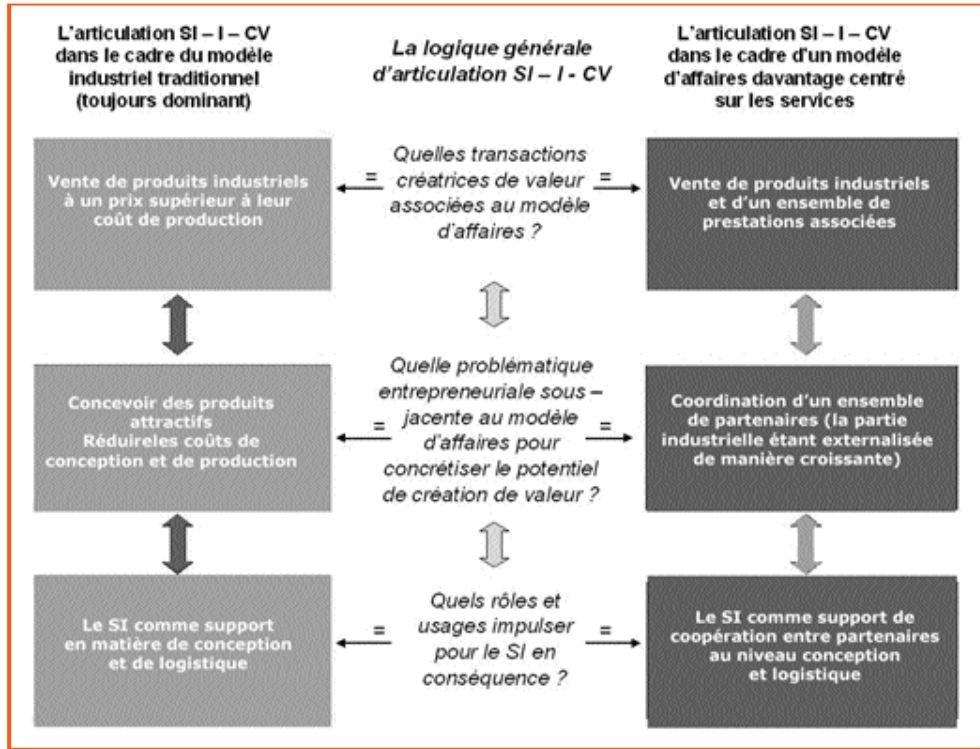 L'articulation SI – I – CV
dans le cadre du modèle
industriel traditionnel
(toujours dominant)
La logique générale
d'articulation SI – I - CV
L'articulation SI – I – CV
dans le cadre d'un modèle
d'affaires davantage centré
sur les services
Vente de produits industriels
à un prix supérieur à leur
coût de production
=
Quelles transactions
créatrices de valeur
associées au modèle
d'affaires ?
=
Vente de produits industriels
et d'un ensemble de
prestations associées
Concevoir des produits
attractifs
Réduireles coûts de
conception et de production
=
Quelle problématique
entrepreneuriale sous –
jacente au modèle
d'affaires pour
concrétiser le potentiel
de création de valeur ?
=
Coordination d'un ensemble
de partenaires (la partie
industrielle étant externalisée
de manière croissante)
Le SI comme support
en matière de conception
et de logistique
=
Quels rôles et
usages impulser
pour le SI en
conséquence ?
=
Le SI comme support de
coopération entre partenaires
au niveau conception
et logistique